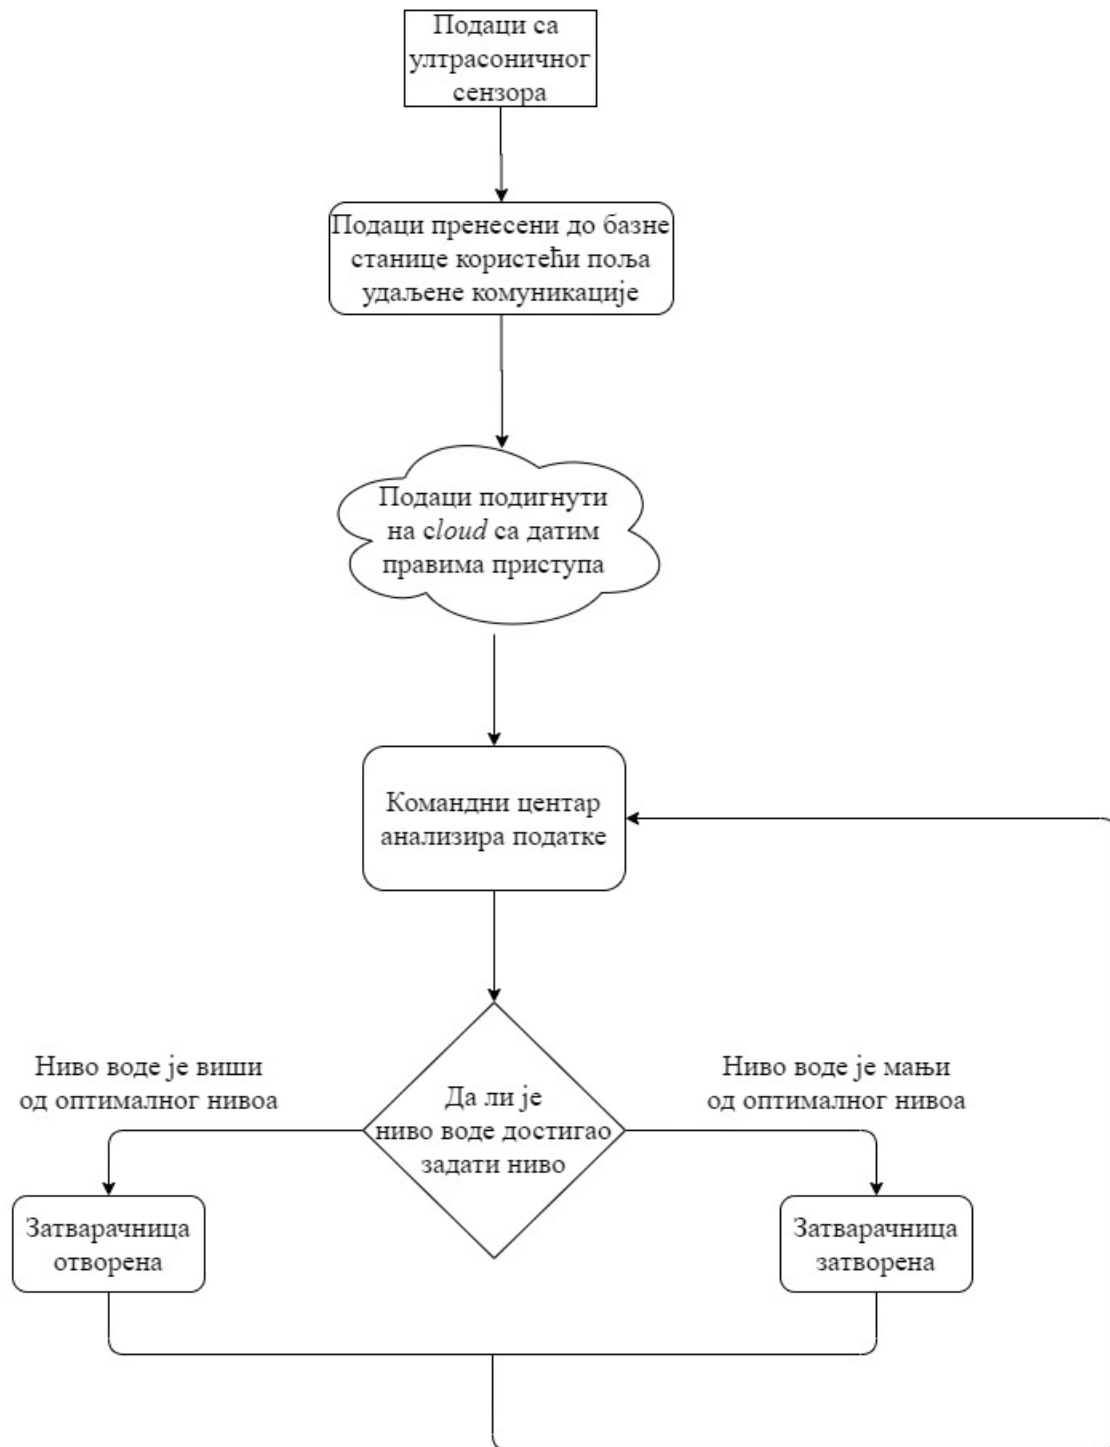 Подаци са
ултрасоничног
сензора
Подаци пренесени до базне
станице користећи поља
удаљене комуникације
Подаци подигнути
на cloud са датим
правима приступа
Командни центар
анализира податке
Ниво воде је виши
од оптималног нивоа
Да ли је
ниво воде достигао
задати ниво
Ниво воде је мањи
од оптималног нивоа
Затварачница
отворена
Затварачница
затворена